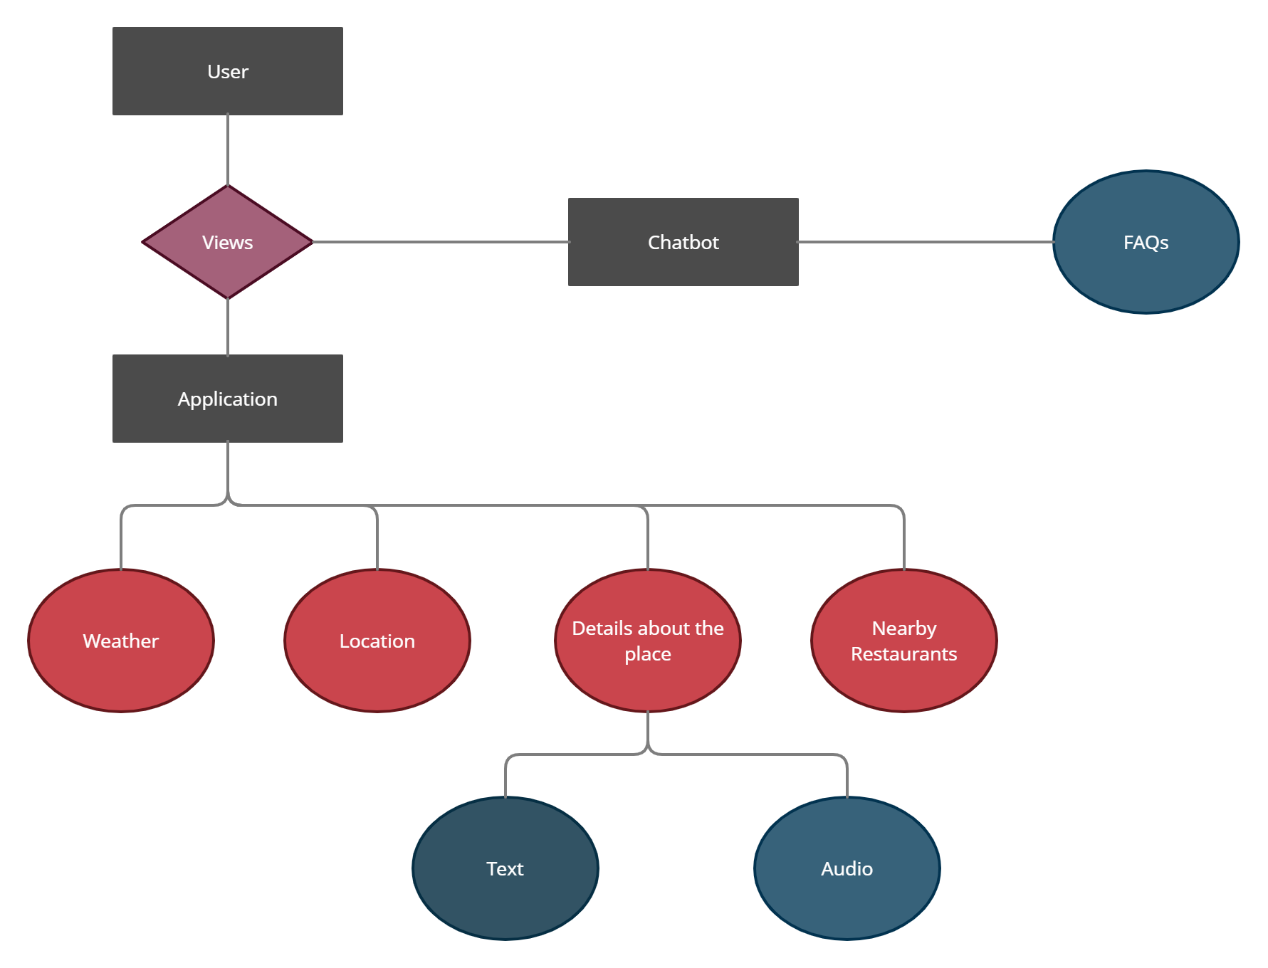 User
Views
Chatbot
FAQs
Application
Weather
Location
Details about the
place
Nearby
Restaurants
Text
Audio